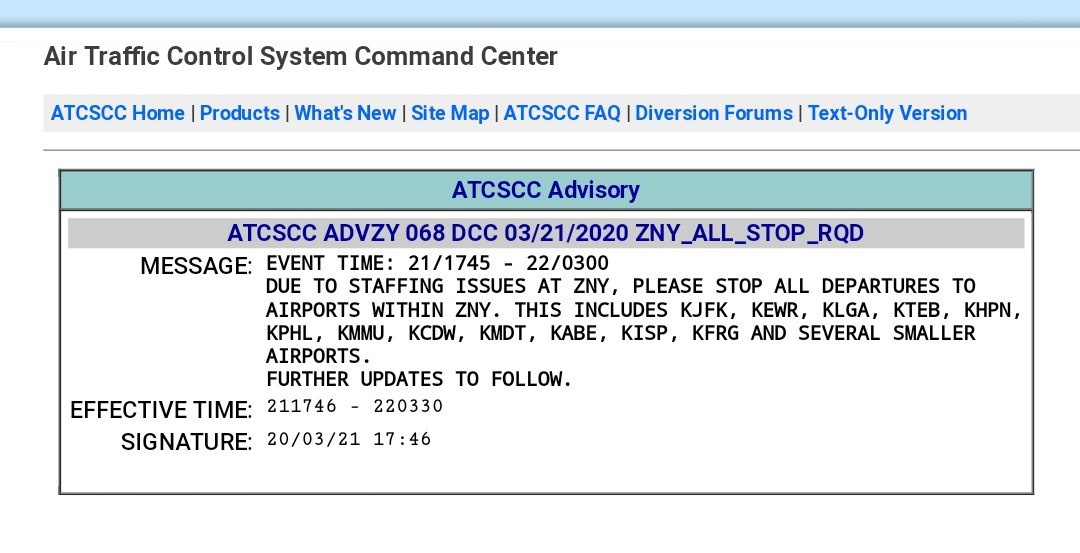 Air Traffic Control System Command Center
ATCSCC Home | Products | What's New | Site Map | ATCSCC FAQ | Diversion Forums | Text-Only Version
ATCSCC Advisory
ATCSCC ADVZY 068 DCC 03/21/2020 ZNY_ALL_STOP_RQD
MESSAGE: EVENT TIME: 21/1745 - 22/0300
DUE TO STAFFING ISSUES AT ZNY, PLEASE STOP ALL DEPARTURES TO
AIRPORTS WITHIN ZNY. THIS INCLUDES KJFK, KEWR, KLGA, KTEB, KHPN,
KPHL, KMMU, KCDW, KMDT, KABE, KISP, KFRG AND SEVERAL SMALLER
AIRPORTS.
FURTHER UPDATES TO FOLLOW.
EFFECTIVE TIME: 211746 - 220330
SIGNATURE: 20/03/21 17:46